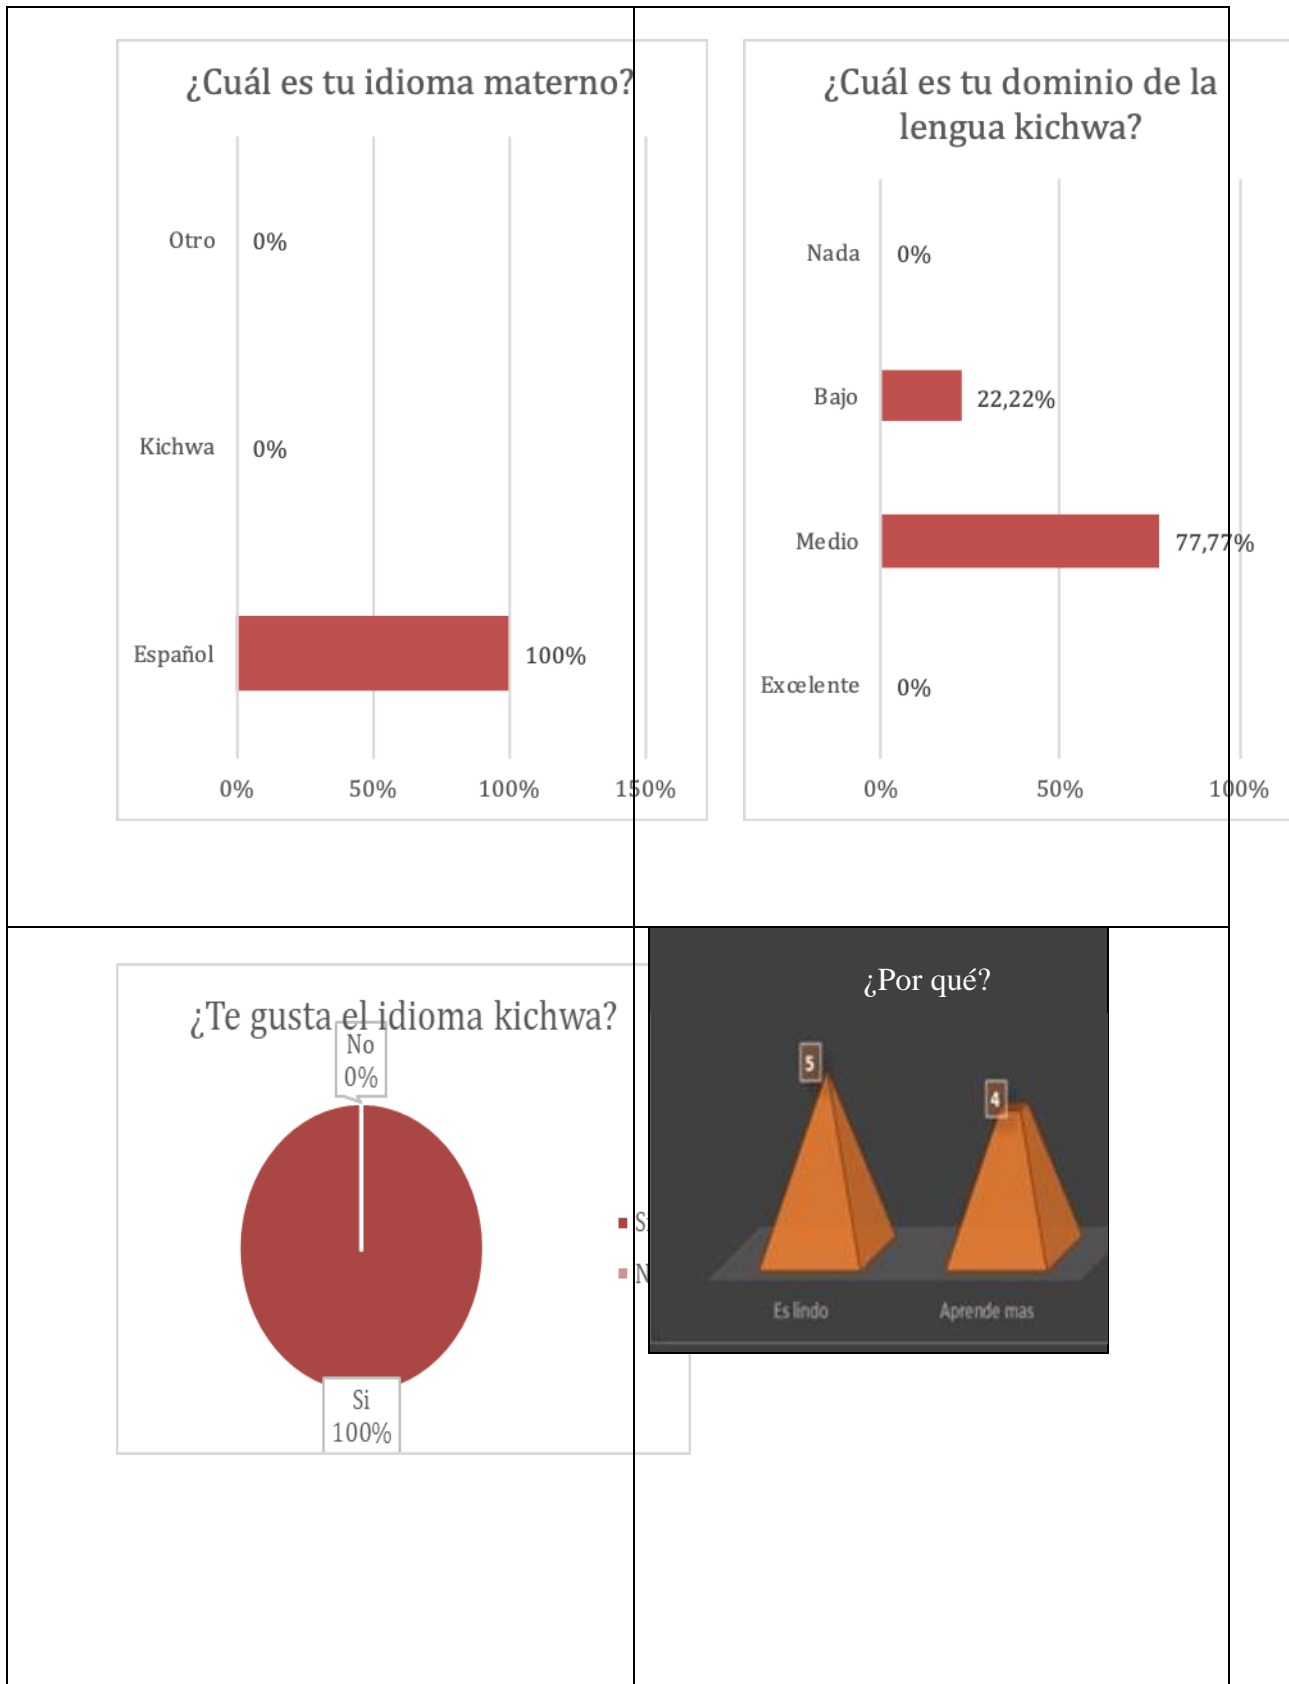 ¿Cuál es tu idioma materno?
Otro 0%
Kichwa 0%
Español 100%
0% 50% 100% 150%
¿Cuál es tu dominio de la
lengua kichwa?
Nada 0%
Bajo 22,22%
Medio 77,77%
Excelente 0%
0% 50% 100%
¿Te gusta el idioma kichwa?
No
0%
Si
100%
¿Por qué?
5
4
Es lindo Aprende mas